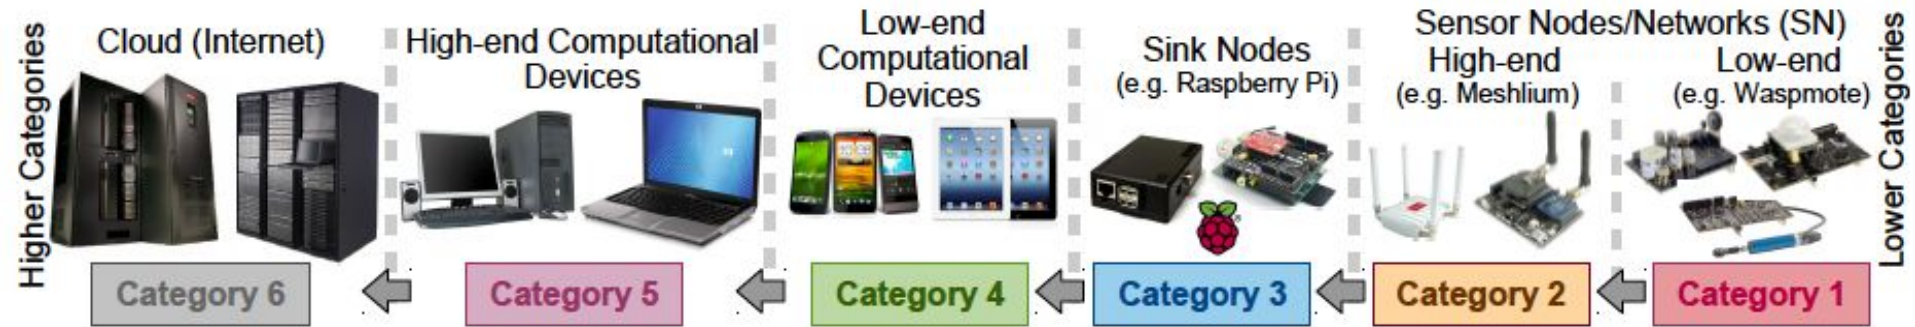 Higher Categories
Cloud (Internet)
High-end Computational
Devices
Low-end
Computational
Devices
Sink Nodes
(e.g. Raspberry Pi)
Sensor Nodes/Networks (SN)
High-end
(e.g. Meshlium)
Low-end
(e.g. Waspmote)
Lower Categories
Category 6
Category 5
Category 4
Category 3
Category 2
Category 1